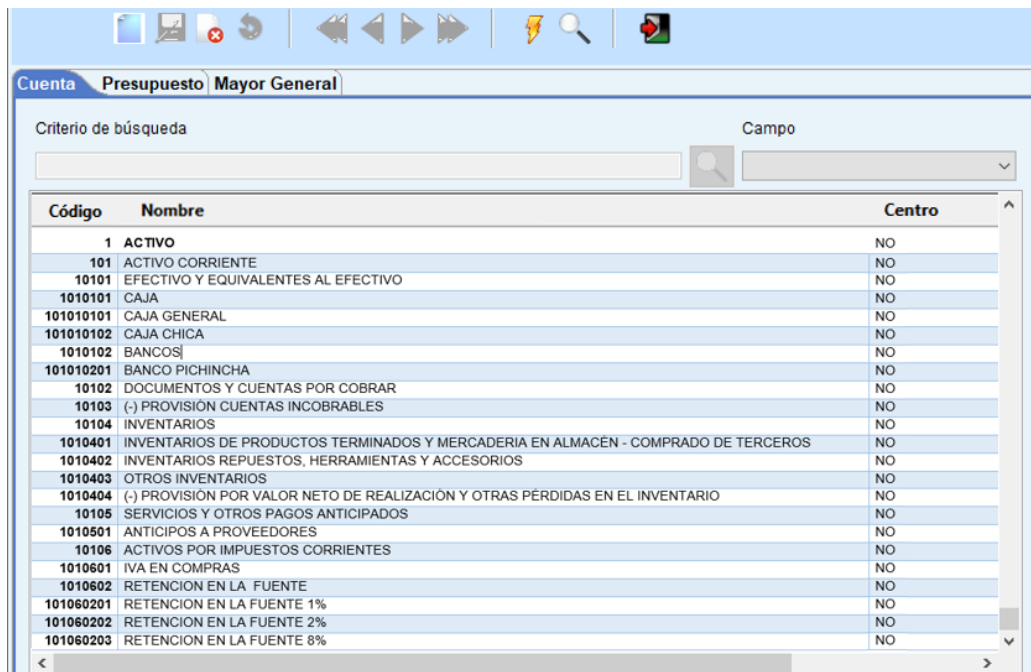 Cuenta Presupuesto Mayor General
Criterio de búsqueda Campo
Código Nombre Centro
1 ACTIVO NO
101 ACTIVO CORRIENTE NO
10101 EFECTIVO Y EQUIVALENTES AL EFECTIVO NO
1010101 CAJA NO
101010101 CAJA GENERAL NO
101010102 CAJA CHICA NO
1010102 BANCOS NO
101010201 BANCO PICHINCHA NO
10102 DOCUMENTOS Y CUENTAS POR COBRAR NO
10103 (-) PROVISIÓN CUENTAS INCOBRABLES NO
10104 INVENTARIOS NO
1010401 INVENTARIOS DE PRODUCTOS TERMINADOS Y MERCADERIA EN ALMACÉN - COMPRADO DE TERCEROS NO
1010402 INVENTARIOS REPUESTOS, HERRAMIENTAS Y ACCESORIOS NO
1010403 OTROS INVENTARIOS NO
1010404 (-) PROVISIÓN POR VALOR NETO DE REALIZACIÓN Y OTRAS PÉRDIDAS EN EL INVENTARIO NO
10105 SERVICIOS Y OTROS PAGOS ANTICIPADOS NO
1010501 ANTICIPOS A PROVEEDORES NO
10106 ACTIVOS POR IMPUESTOS CORRIENTES NO
1010601 IVA EN COMPRAS NO
1010602 RETENCION EN LA FUENTE NO
101060201 RETENCION EN LA FUENTE 1% NO
101060202 RETENCION EN LA FUENTE 2% NO
101060203 RETENCION EN LA FUENTE 8% NO